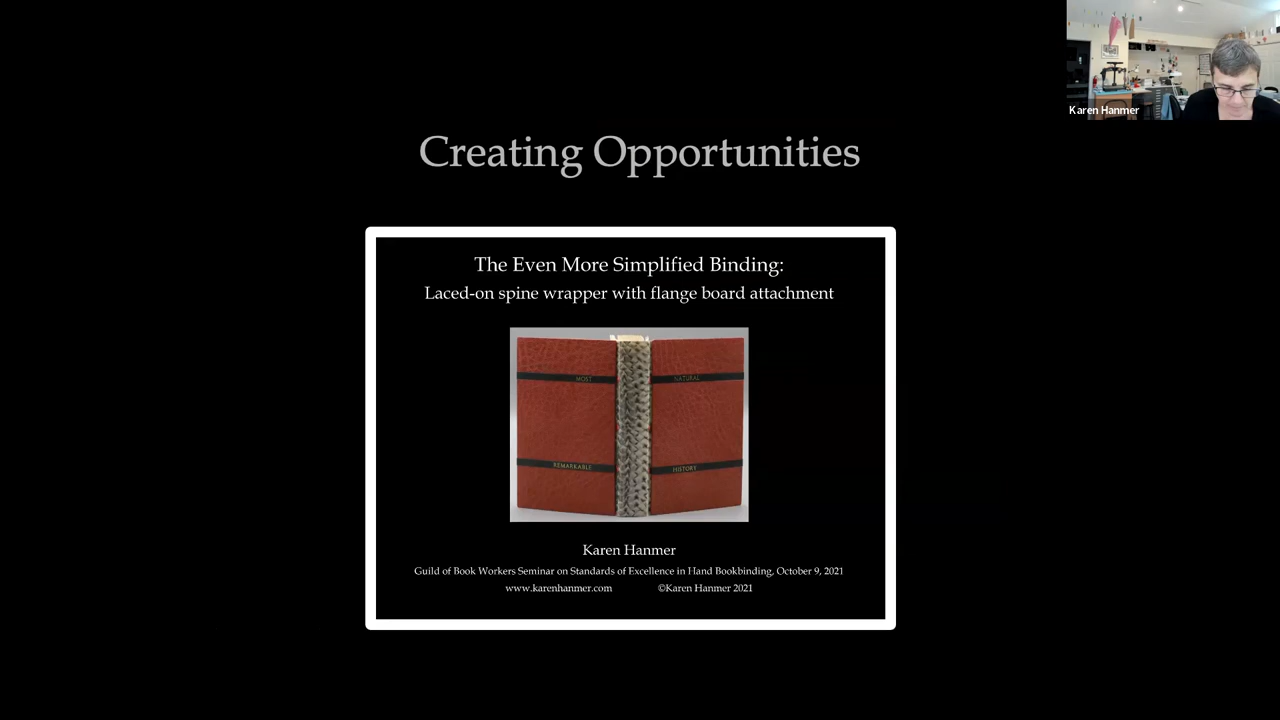 Karen Hanmer
Creating Opportunities
The Even More Simplified Binding:
Laced-on spine wrapper with flange board attachment
MOST
NATURAL
REMARKABLE
HISTORY
Karen Hanmer
Guild of Book Workers Seminar on Standards of Excellence in Hand Bookbinding, October 9, 2021
www.karenhanmer.com ©Karen Hanmer 2021